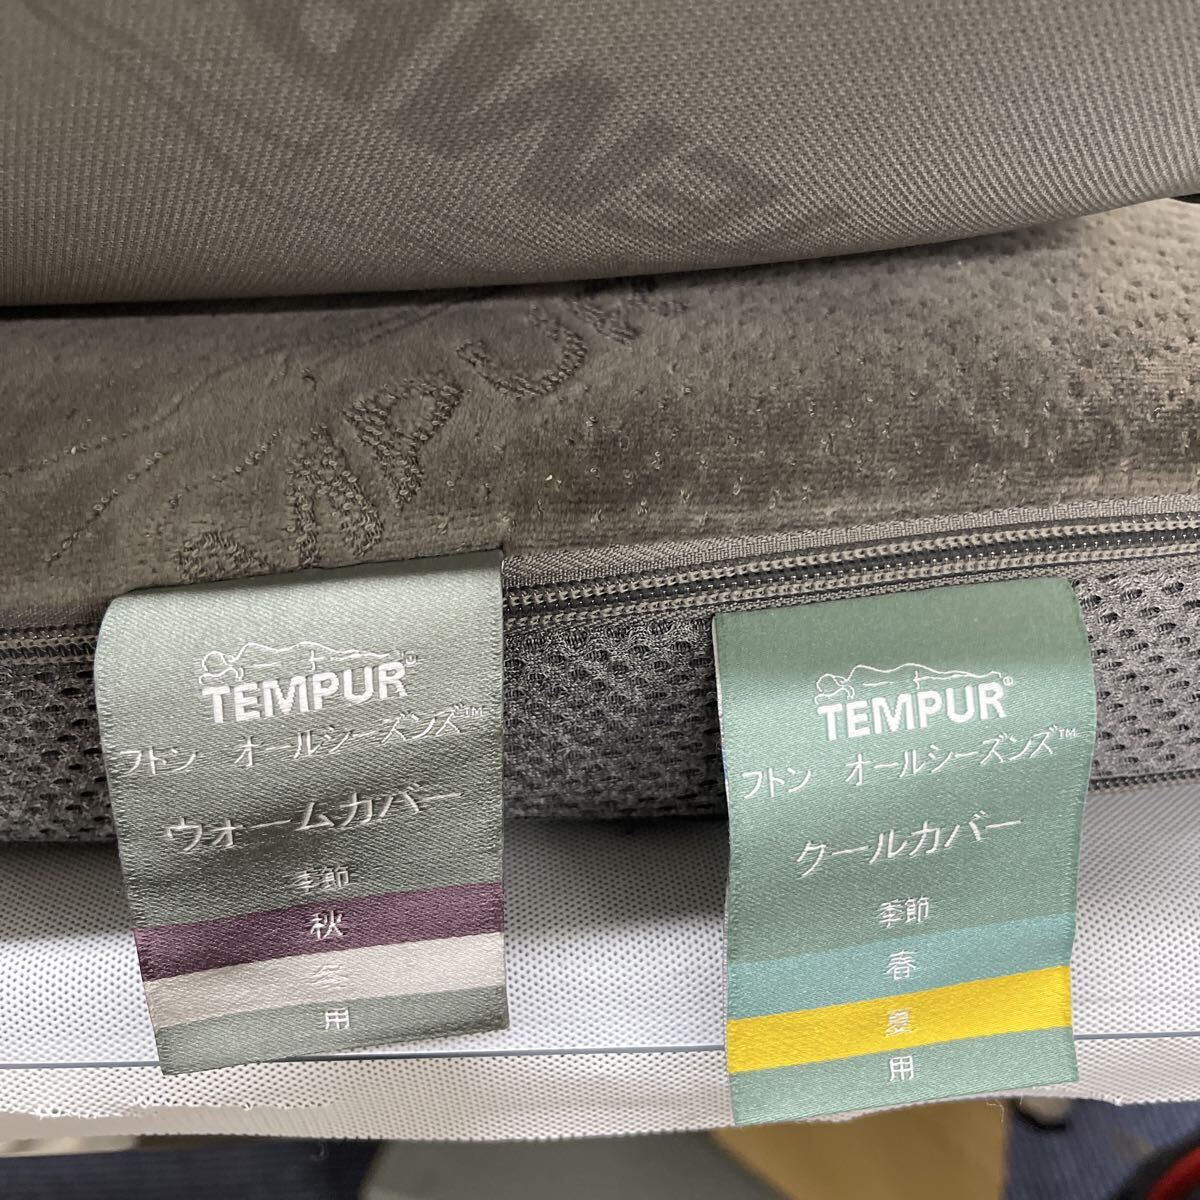 TEMPUR®
フトン オールシーズンズ™
ウォームカバー
季節
秋
冬
用
TEMPUR®
フトン オールシーズンズ™
クールカバー
季節
春
夏
用